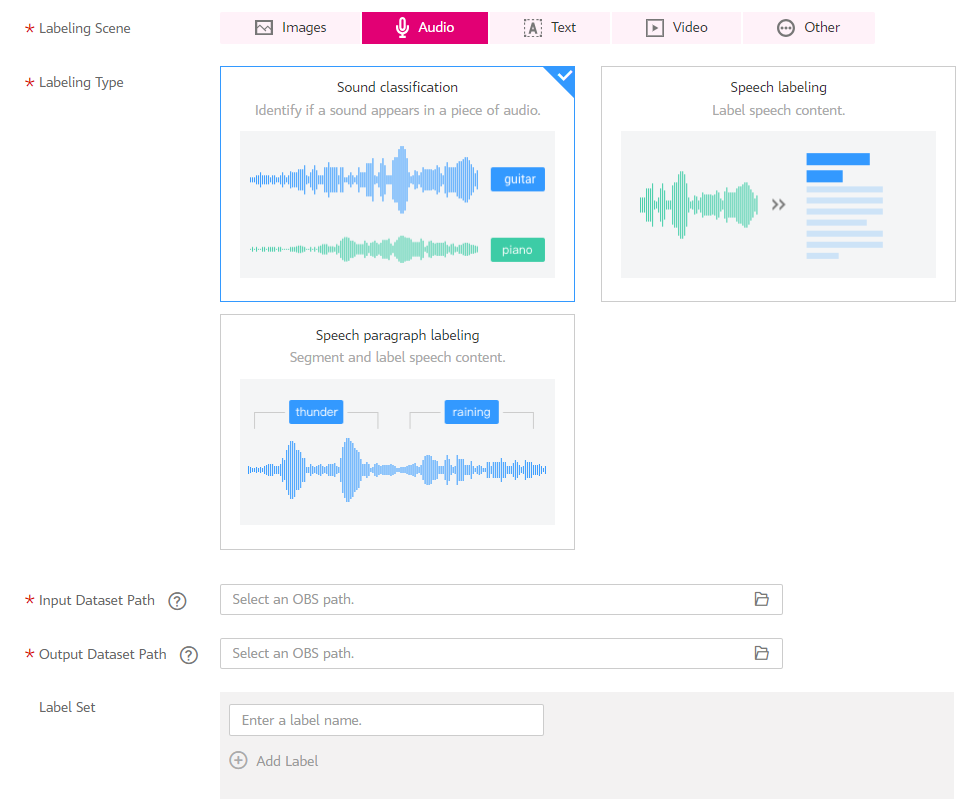 * Labeling Scene Images Audio Text Video Other
* Labeling Type
Sound classification
Identify if a sound appears in a piece of audio.
guitar
piano
Speech labeling
Label speech content.
Speech paragraph labeling
Segment and label speech content.
thunder raining
* Input Dataset Path ? Select an OBS path.
* Output Dataset Path ? Select an OBS path.
Label Set
Enter a label name.
Add Label